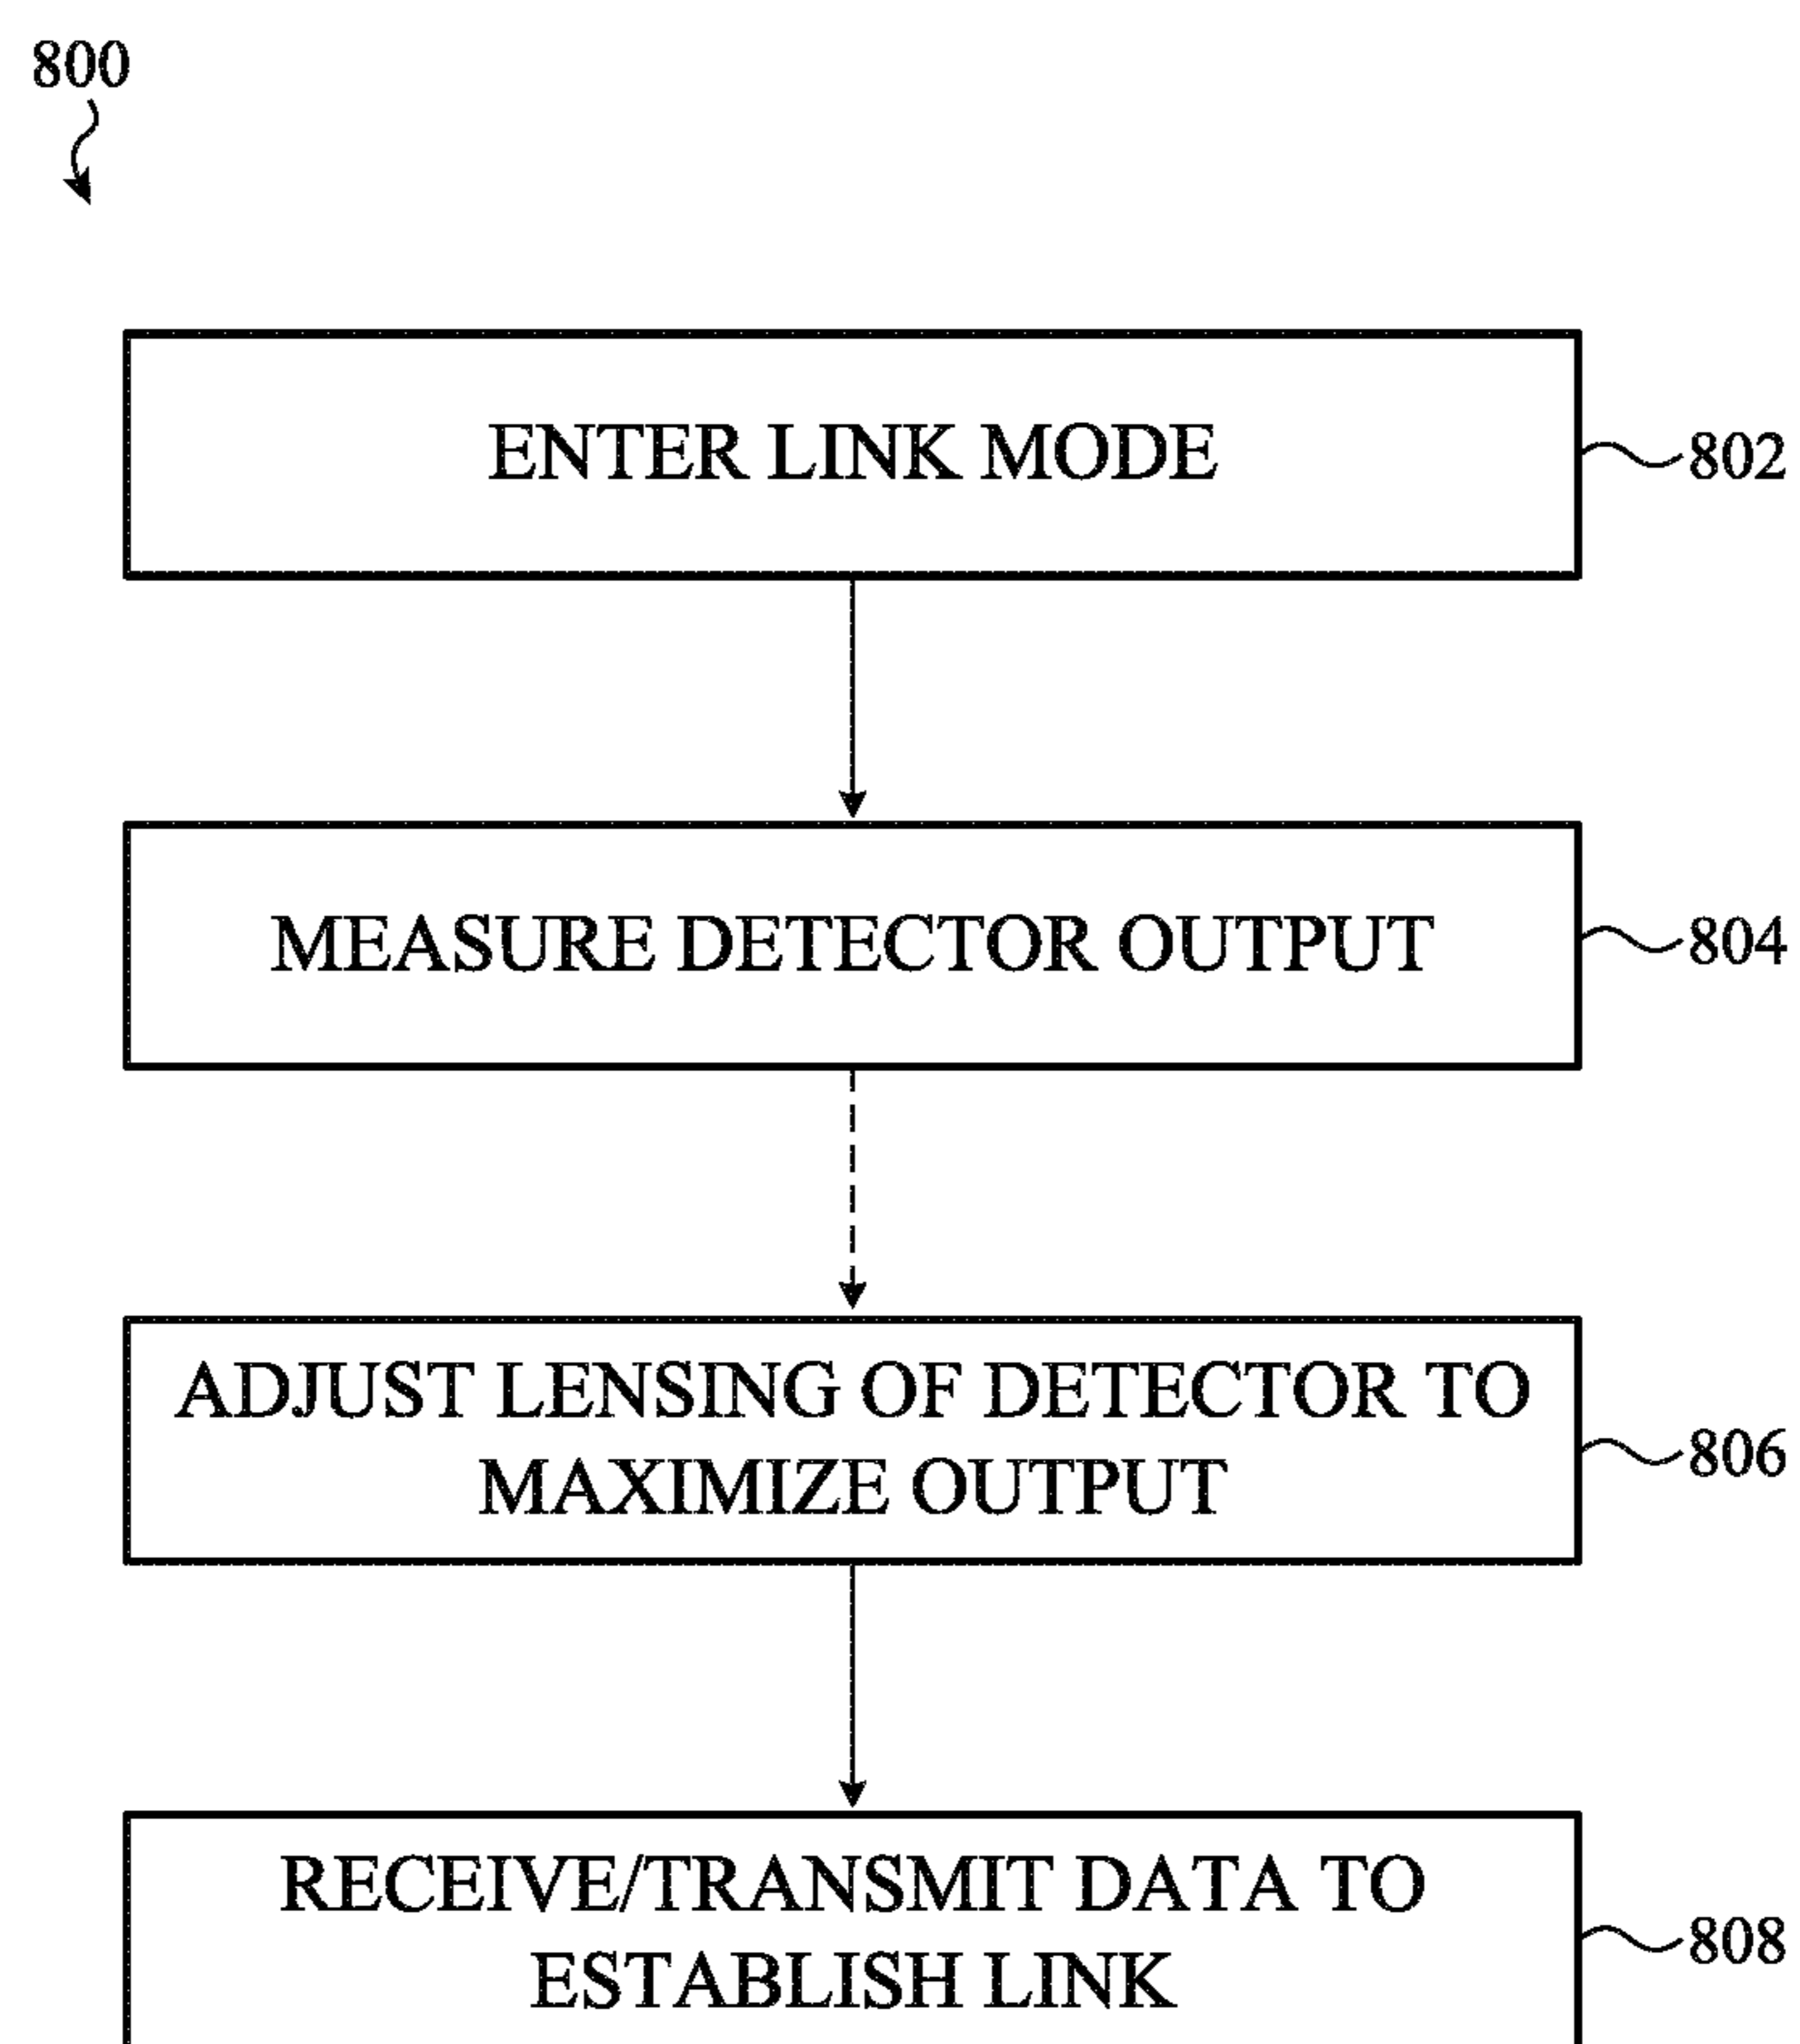 800
ENTER LINK MODE
802
MEASURE DETECTOR OUTPUT
804
ADJUST LENSING OF DETECTOR TO
MAXIMIZE OUTPUT
806
RECEIVE/TRANSMIT DATA TO
ESTABLISH LINK
808